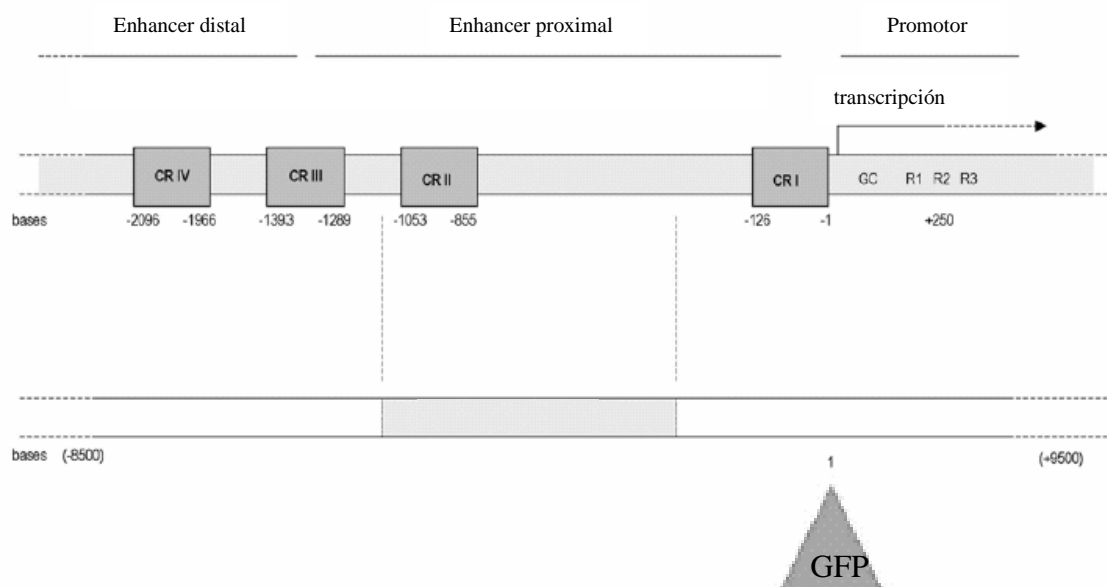 Enhancer distal Enhancer proximal Promotor
transcripción
CR IV CR III CR II CR I GC R1 R2 R3
bases -2096 -1966 -1393 -1289 -1053 -855 -126 -1 +250
bases (-8500) 1 (+9500)
GFP